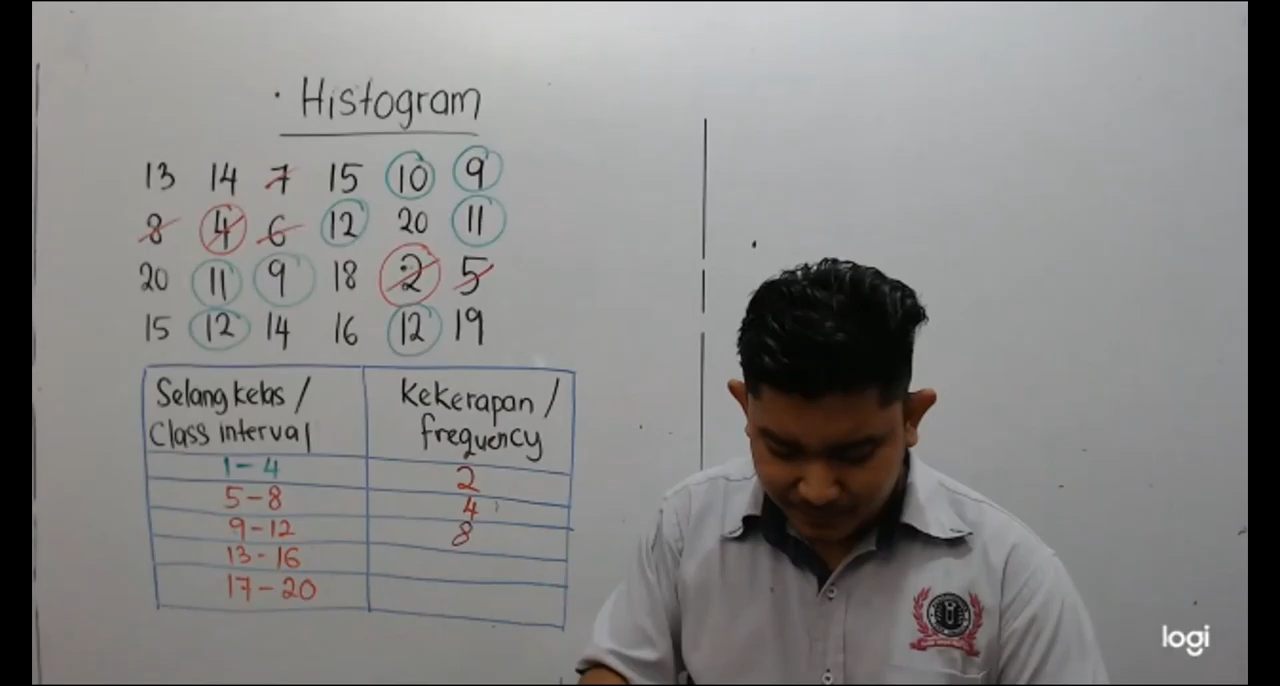 · Histogram
13 14 7 15 10 9
8 4 6 12 20 11
20 11 9 18 2 5
15 12 14 16 12 19
Selang kelas / Kekerapan /
Class interval frequency
1 - 4 2
5 - 8 4
9 - 12 8
13 - 16
17 - 20
logi